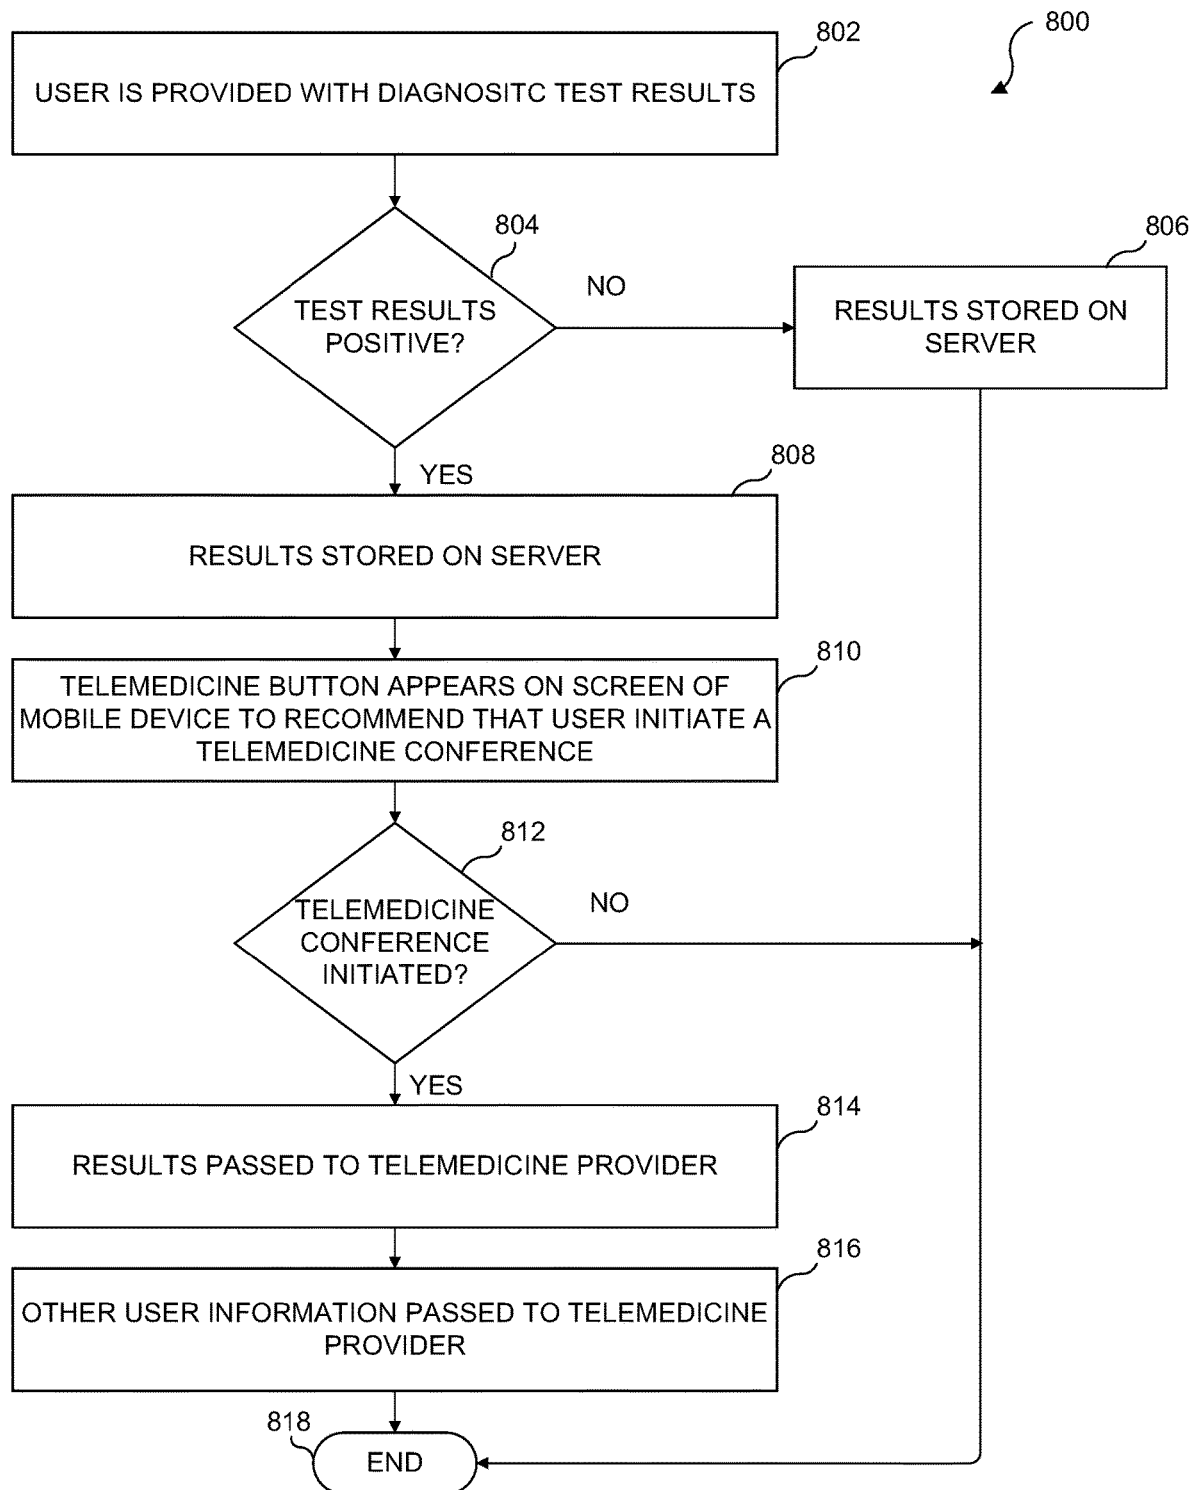 800
802
USER IS PROVIDED WITH DIAGNOSITC TEST RESULTS
804
TEST RESULTS
POSITIVE?
NO
806
RESULTS STORED ON
SERVER
YES
808
RESULTS STORED ON SERVER
810
TELEMEDICINE BUTTON APPEARS ON SCREEN OF
MOBILE DEVICE TO RECOMMEND THAT USER INITIATE A
TELEMEDICINE CONFERENCE
812
TELEMEDICINE
CONFERENCE
INITIATED?
NO
YES
814
RESULTS PASSED TO TELEMEDICINE PROVIDER
816
OTHER USER INFORMATION PASSED TO TELEMEDICINE
PROVIDER
818
END